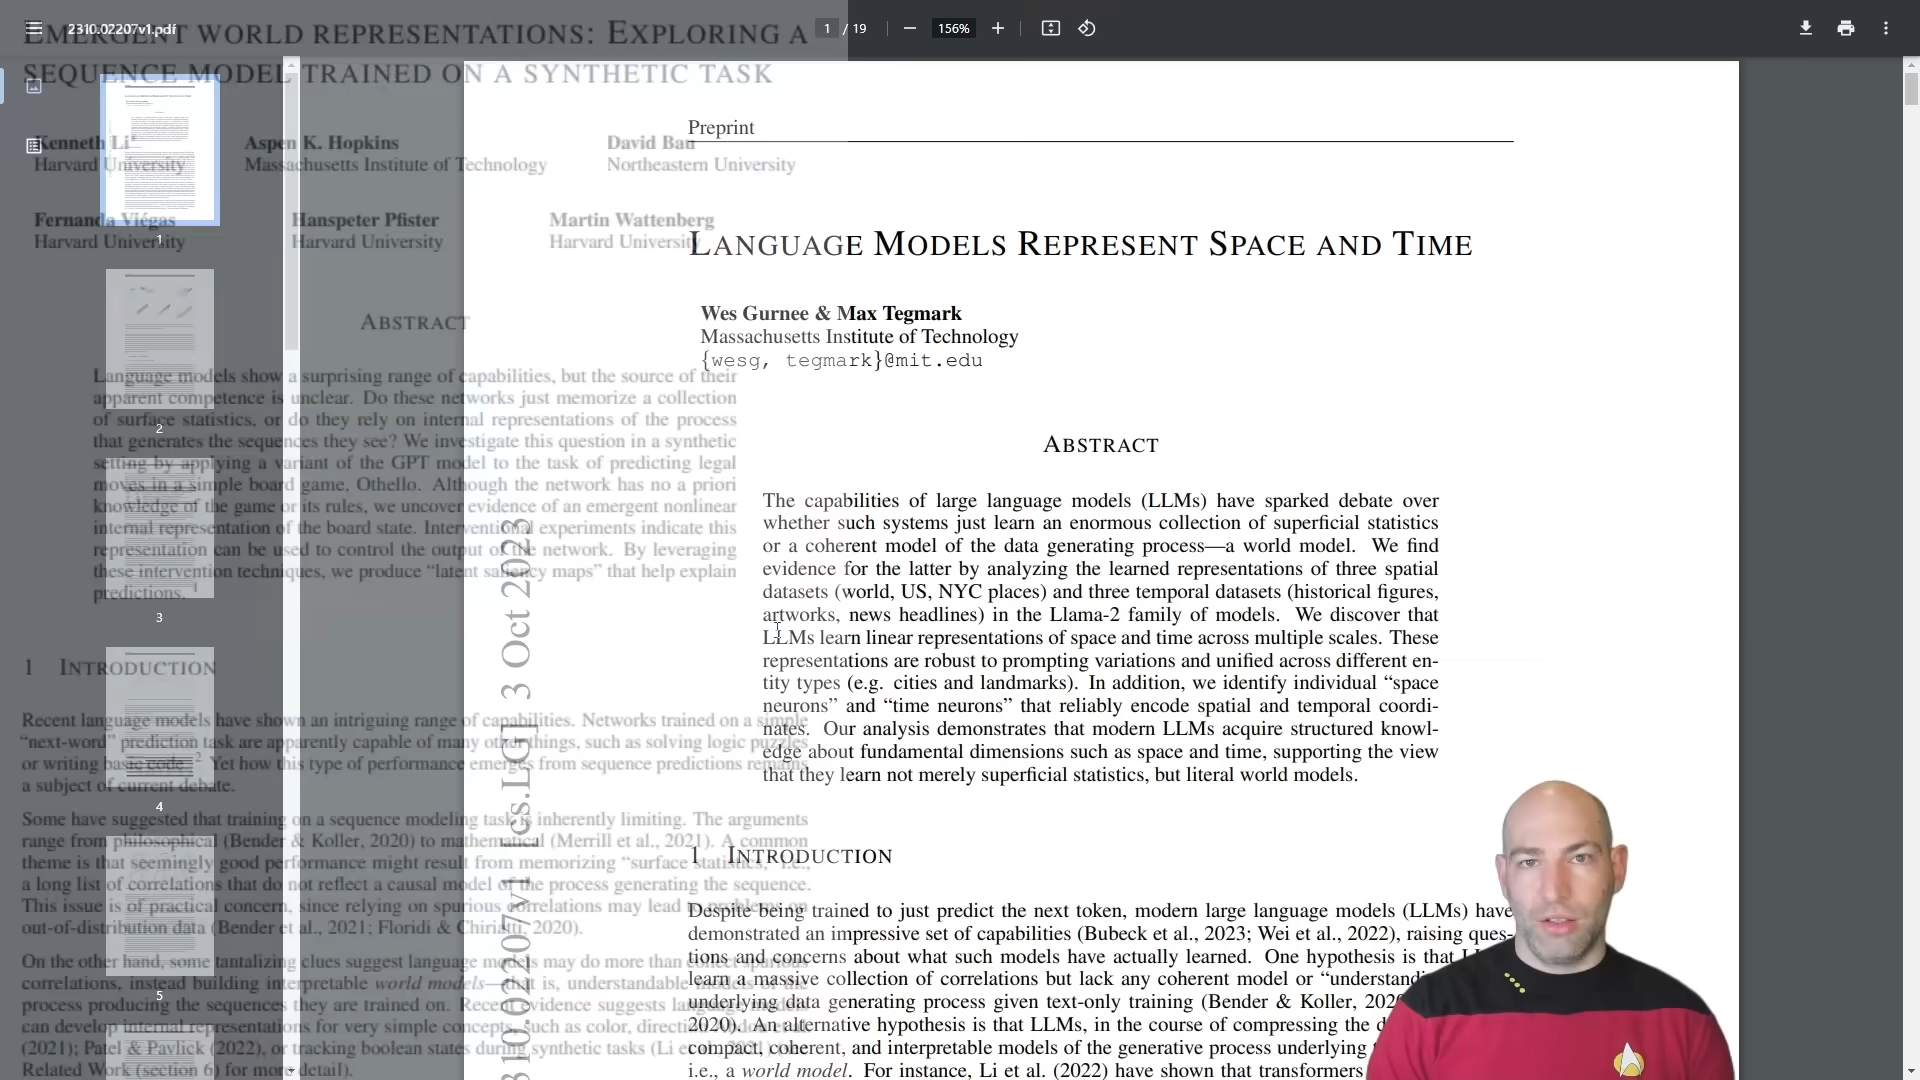 2310.02207v1.pdf
1 / 19
156%
EMERGENT WORLD REPRESENTATIONS: EXPLORING A
SEQUENCE MODEL TRAINED ON A SYNTHETIC TASK
Kenneth Li
Aspen K. Hopkins
David Bau
Harvard University
Massachusetts Institute of Technology
Northeastern University
Fernanda Viégas
Hanspeter Pfister
Martin Wattenberg
Harvard University
Harvard University
Harvard University
ABSTRACT
Language models show a surprising range of capabilities, but the source of their
apparent competence is unclear. Do these networks just memorize a collection
of surface statistics, or do they rely on internal representations of the process
that generates the sequences they see? We investigate this question in a synthetic
setting by applying a variant of the GPT model to the task of predicting legal
moves in a simple board game, Othello. Although the network has no a priori
knowledge of the game or its rules, we uncover evidence of an emergent nonlinear
internal representation of the board state. Interventional experiments indicate this
representation can be used to control the output of the network. By leveraging
these intervention techniques, we produce “latent saliency maps” that help explain
predictions. 1
1 INTRODUCTION
Recent language models have shown an intriguing range of capabilities. Networks trained on a simple
“next-word” prediction task are apparently capable of many other things, such as solving logic puzzles
or writing basic code. 2 Yet how this type of performance emerges from sequence predictions remains
a subject of current debate.
Some have suggested that training on a sequence modeling task is inherently limiting. The arguments
range from philosophical (Bender & Koller, 2020) to mathematical (Merrill et al., 2021). A common
theme is that seemingly good performance might result from memorizing “surface statistics,” i.e.,
a long list of correlations that do not reflect a causal model of the process generating the sequence.
This issue is of practical concern, since relying on spurious correlations may lead to problems on
out-of-distribution data (Bender et al., 2021; Floridi & Chiriatti, 2020).
On the other hand, some tantalizing clues suggest language models may do more than collect spurious
correlations, instead building interpretable world models—that is, understandable models of the
process producing the sequences they are trained on. Recent evidence suggests language models
can develop internal representations for very simple concepts, such as color, direction
(2021); Patel & Pavlick (2022), or tracking boolean states during synthetic tasks (Li et
Related Work (section 6) for more detail).
1
2
3
4
5
2310.02207v1 [cs.LG] 3 Oct 2023
Preprint
LANGUAGE MODELS REPRESENT SPACE AND TIME
Wes Gurnee & Max Tegmark
Massachusetts Institute of Technology
{wesg, tegmark}@mit.edu
ABSTRACT
The capabilities of large language models (LLMs) have sparked debate over
whether such systems just learn an enormous collection of superficial statistics
or a coherent model of the data generating process—a world model. We find
evidence for the latter by analyzing the learned representations of three spatial
datasets (world, US, NYC places) and three temporal datasets (historical figures,
artworks, news headlines) in the Llama-2 family of models. We discover that
LLMs learn linear representations of space and time across multiple scales. These
representations are robust to prompting variations and unified across different en-
tity types (e.g. cities and landmarks). In addition, we identify individual “space
neurons” and “time neurons” that reliably encode spatial and temporal coordi-
nates. Our analysis demonstrates that modern LLMs acquire structured knowl-
edge about fundamental dimensions such as space and time, supporting the view
that they learn not merely superficial statistics, but literal world models.
1 INTRODUCTION
Despite being trained to just predict the next token, modern large language models (LLMs) have
demonstrated an impressive set of capabilities (Bubeck et al., 2023; Wei et al., 2022), raising ques-
tions and concerns about what such models have actually learned. One hypothesis is that
learn a massive collection of correlations but lack any coherent model or
underlying data generating process given text-only training (Bender & Koller,
2020). An alternative hypothesis is that LLMs, in the course of compressing the
compact, coherent, and interpretable models of the generative process underlying
i.e., a world model. For instance, Li et al. (2022) have shown that transformers